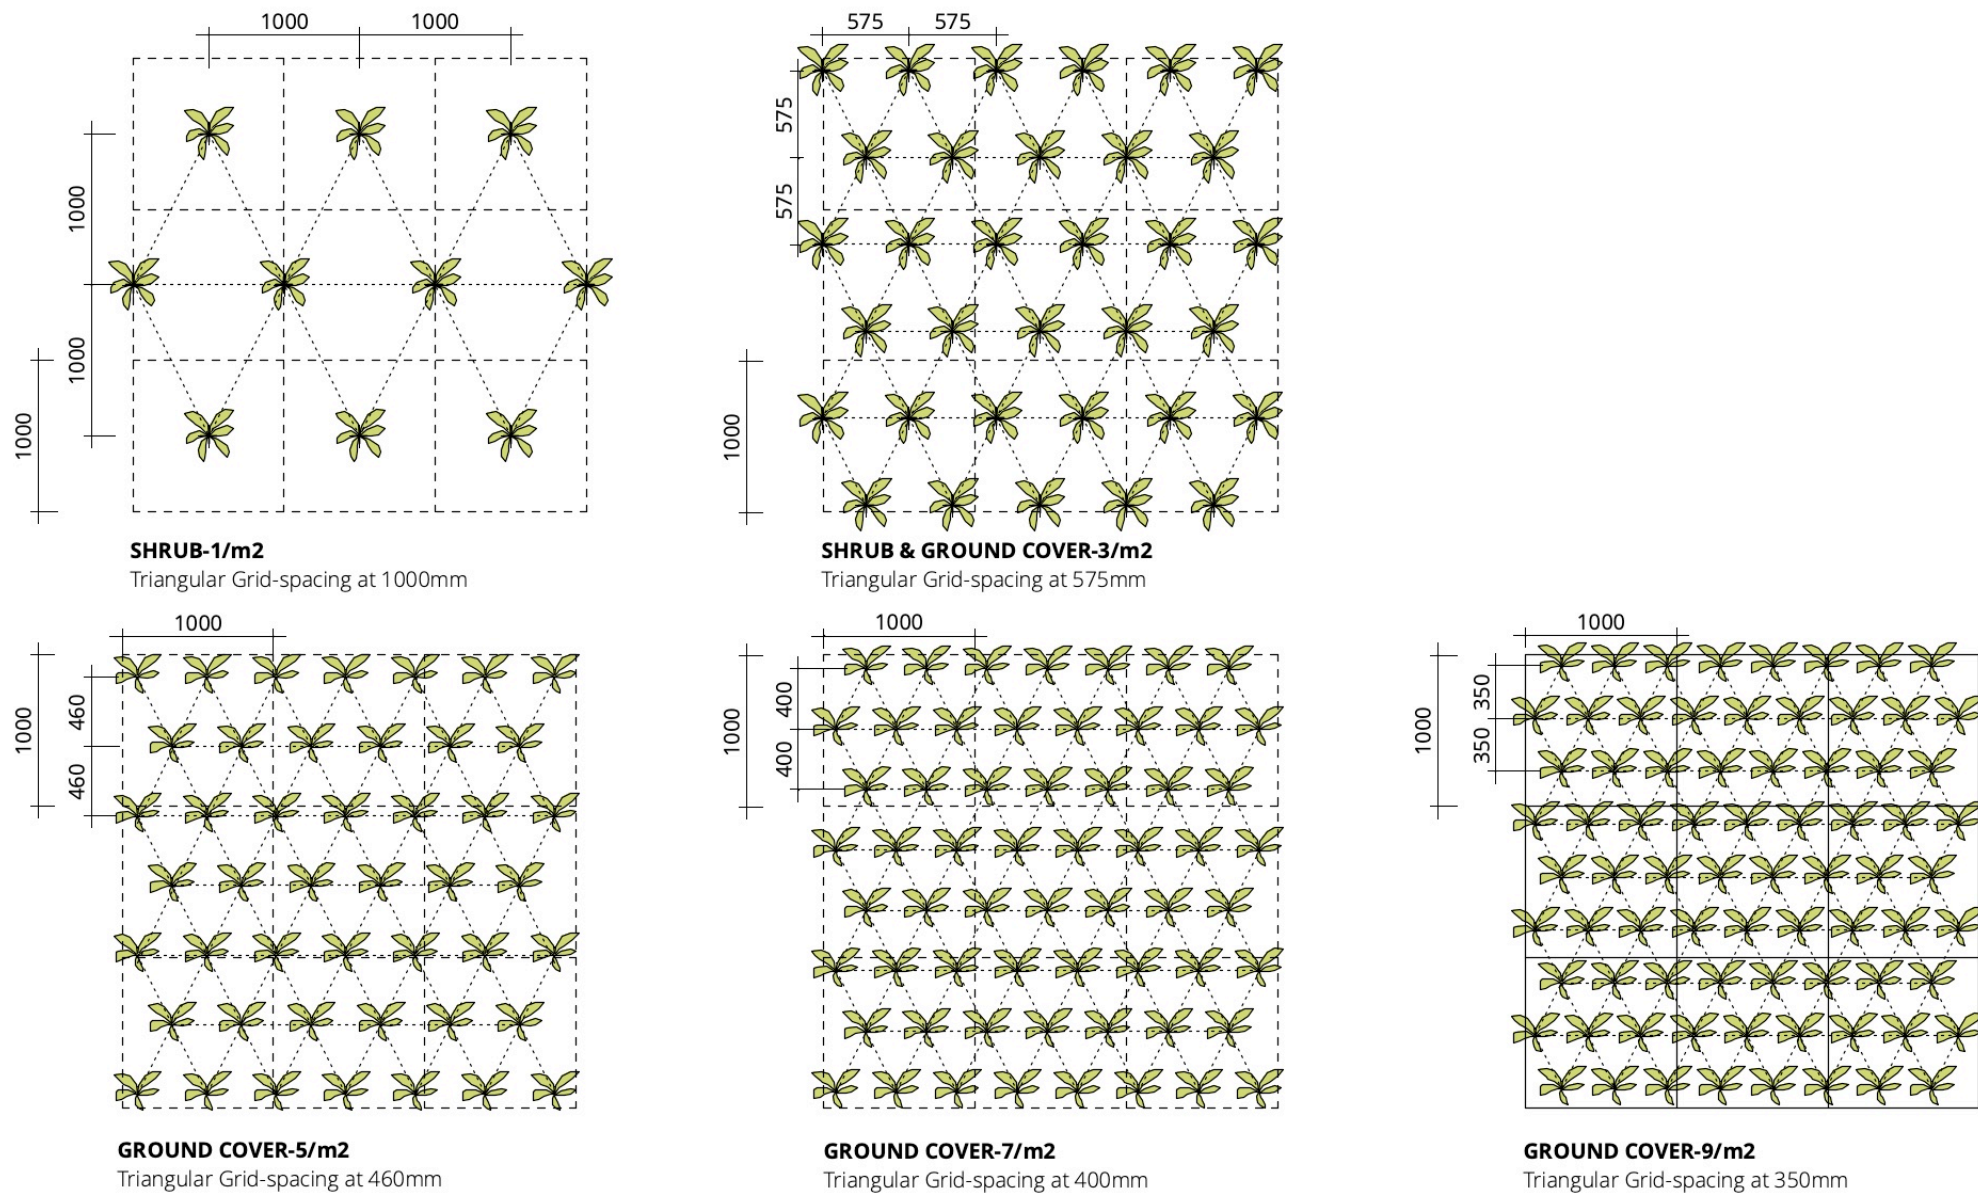 1000 1000
1000
1000
1000
SHRUB-1/m2
Triangular Grid-spacing at 1000mm
575 575
575
575
1000
SHRUB & GROUND COVER-3/m2
Triangular Grid-spacing at 575mm
1000
1000
460
460
GROUND COVER-5/m2
Triangular Grid-spacing at 460mm
1000
1000
400
400
GROUND COVER-7/m2
Triangular Grid-spacing at 400mm
1000
1000
350
350
GROUND COVER-9/m2
Triangular Grid-spacing at 350mm